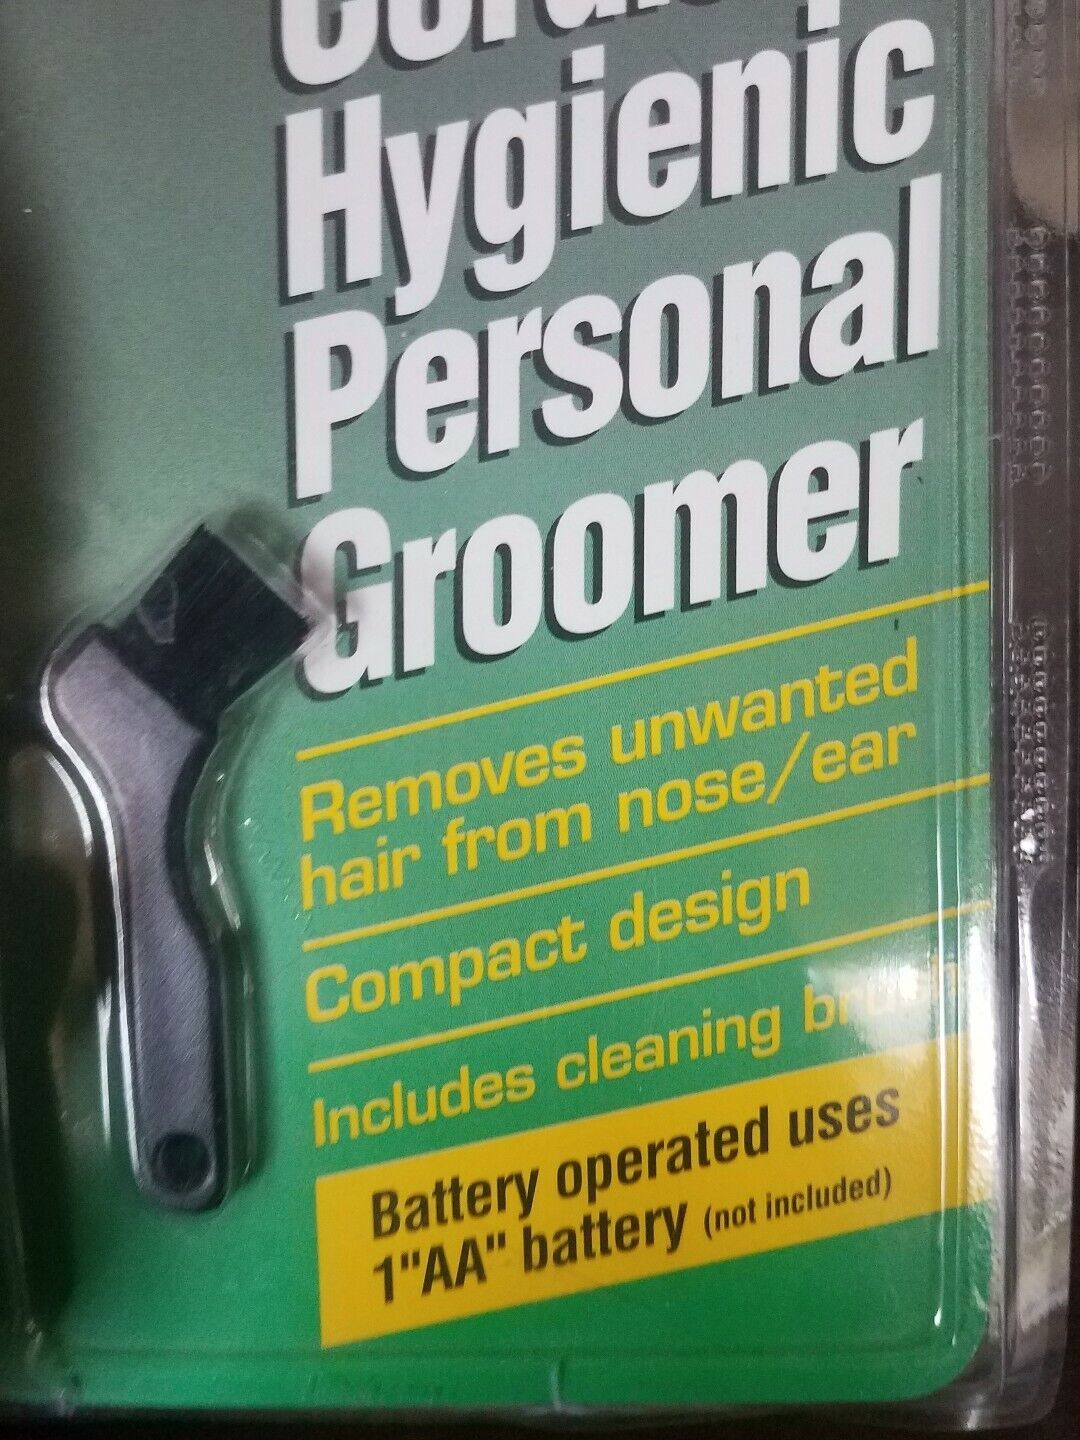 Hygienic
Personal
Groomer
Removes unwanted
hair from nose/ear
Compact design
Includes cleaning brush
Battery operated uses
1"AA" battery (not included)